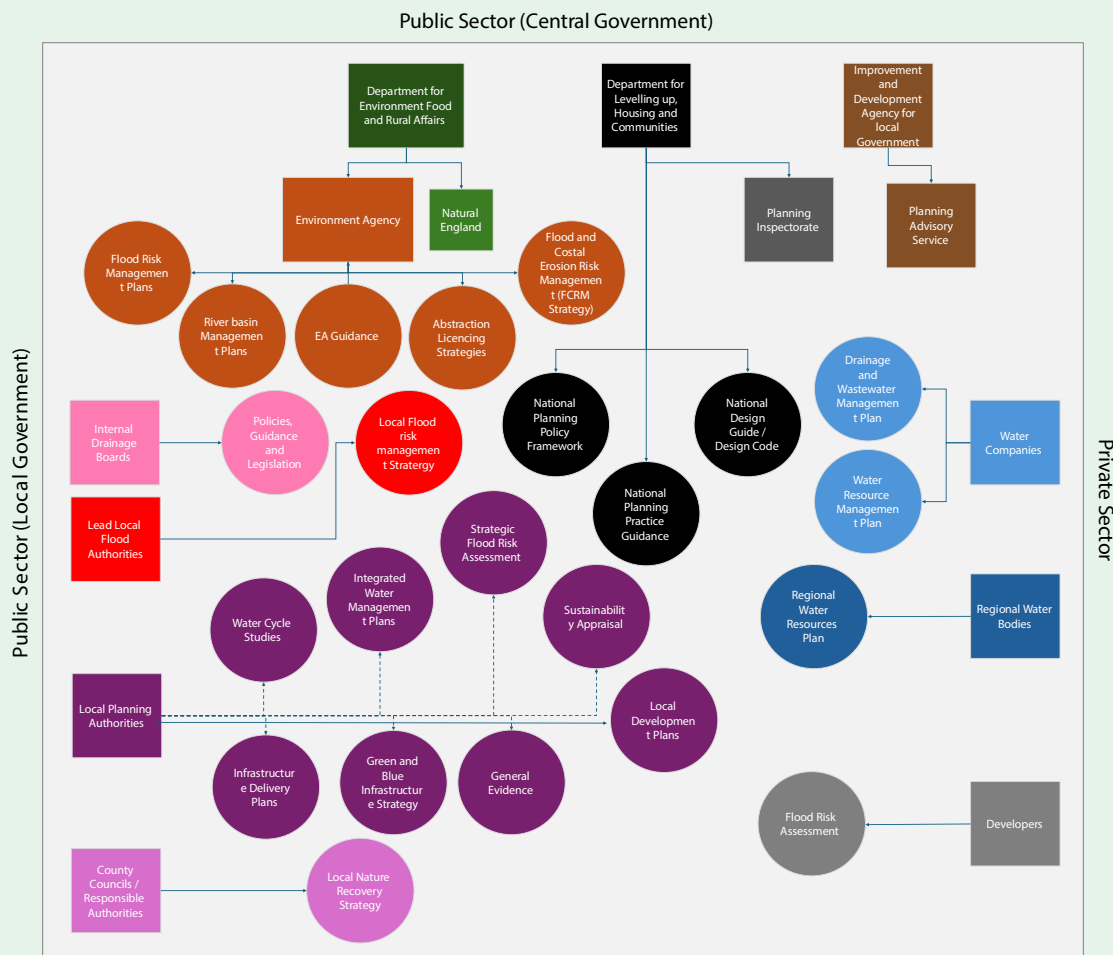 Public Sector (Central Government)
Department for
Environment Food
and Rural Affairs
Department for
Levelling up,
Housing and
Communities
Improvement
and
Development
Agency for
local
Government
Environment Agency
Natural
England
Planning
Inspectorate
Planning
Advisory
Service
Flood Risk
Managemen
t Plans
River basin
Managemen
t Plans
EA Guidance
Abstraction
Licencing
Strategies
Flood and
Costal
Erosion Risk
Managemen
t (FCRM
Strategy)
Public Sector (Local Government)
Private Sector
Internal
Drainage
Boards
Policies,
Guidance
and
Legislation
Local Flood
risk
managemen
t Stratergy
National
Planning
Policy
Framework
National
Design
Guide /
Design Code
Drainage
and
Wastewater
Managemen
t Plan
Water
Companies
Water
Resource
Managemen
t Plan
Lead Local
Flood
Authorities
Strategic
Flood Risk
Assessment
National
Planning
Practice
Guidance
Water Cycle
Studies
Integrated
Water
Managemen
t Plans
Sustainabilit
y Appraisal
Regional
Water
Resources
Plan
Regional Water
Bodies
Local Planning
Authorities
Local
Developmen
t Plans
Infrastructur
e Delivery
Plans
Green and
Blue
Infrastructur
e Strategy
General
Evidence
Flood Risk
Assessment
Developers
County
Councils /
Responsible
Authorities
Local Nature
Recovery
Strategy